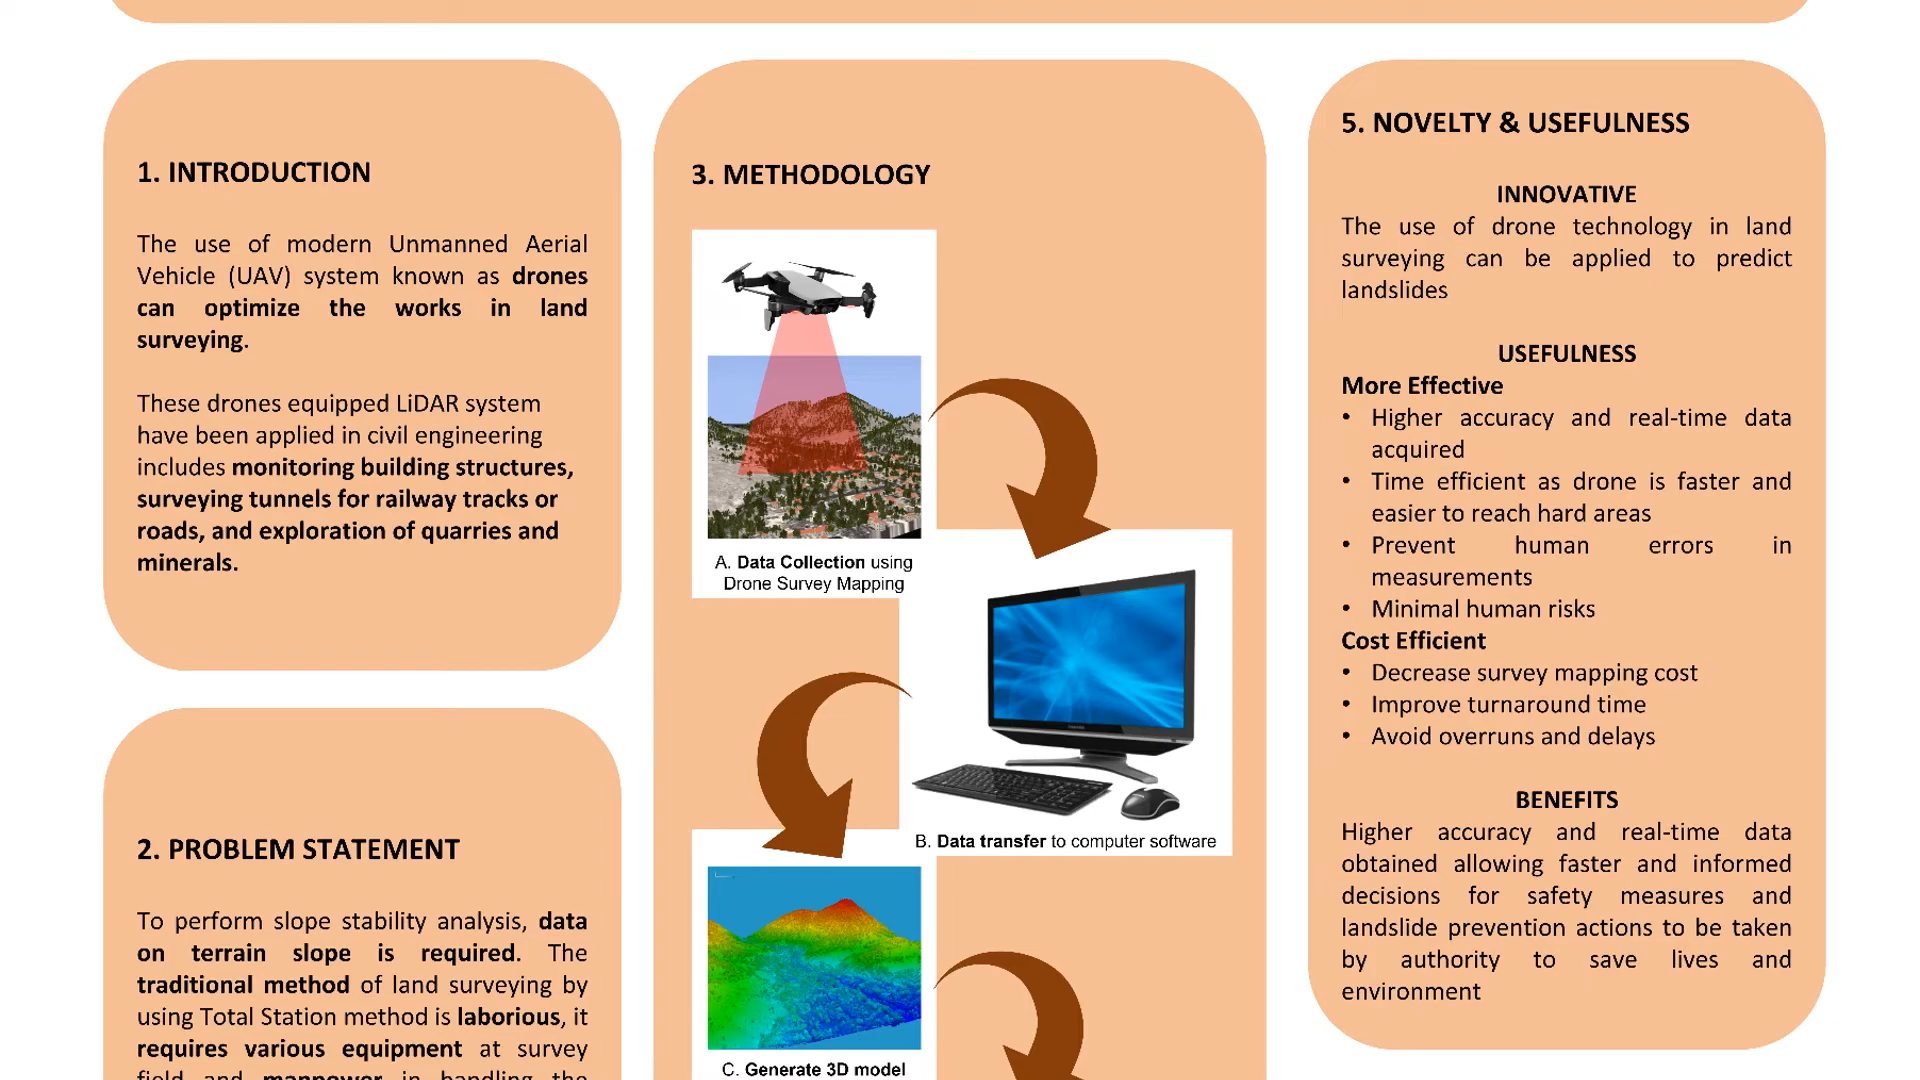 1. INTRODUCTION
The use of modern Unmanned Aerial
Vehicle (UAV) system known as drones
can optimize the works in land
surveying.
These drones equipped LiDAR system
have been applied in civil engineering
includes monitoring building structures,
surveying tunnels for railway tracks or
roads, and exploration of quarries and
minerals.
2. PROBLEM STATEMENT
To perform slope stability analysis, data
on terrain slope is required. The
traditional method of land surveying by
using Total Station method is laborious, it
requires various equipment at survey
field and manpower in handling the
3. METHODOLOGY
A. Data Collection using
Drone Survey Mapping
B. Data transfer to computer software
C. Generate 3D model
5. NOVELTY & USEFULNESS
INNOVATIVE
The use of drone technology in land
surveying can be applied to predict
landslides
USEFULNESS
More Effective
• Higher accuracy and real-time data
acquired
• Time efficient as drone is faster and
easier to reach hard areas
• Prevent human errors in
measurements
• Minimal human risks
Cost Efficient
• Decrease survey mapping cost
• Improve turnaround time
• Avoid overruns and delays
BENEFITS
Higher accuracy and real-time data
obtained allowing faster and informed
decisions for safety measures and
landslide prevention actions to be taken
by authority to save lives and
environment